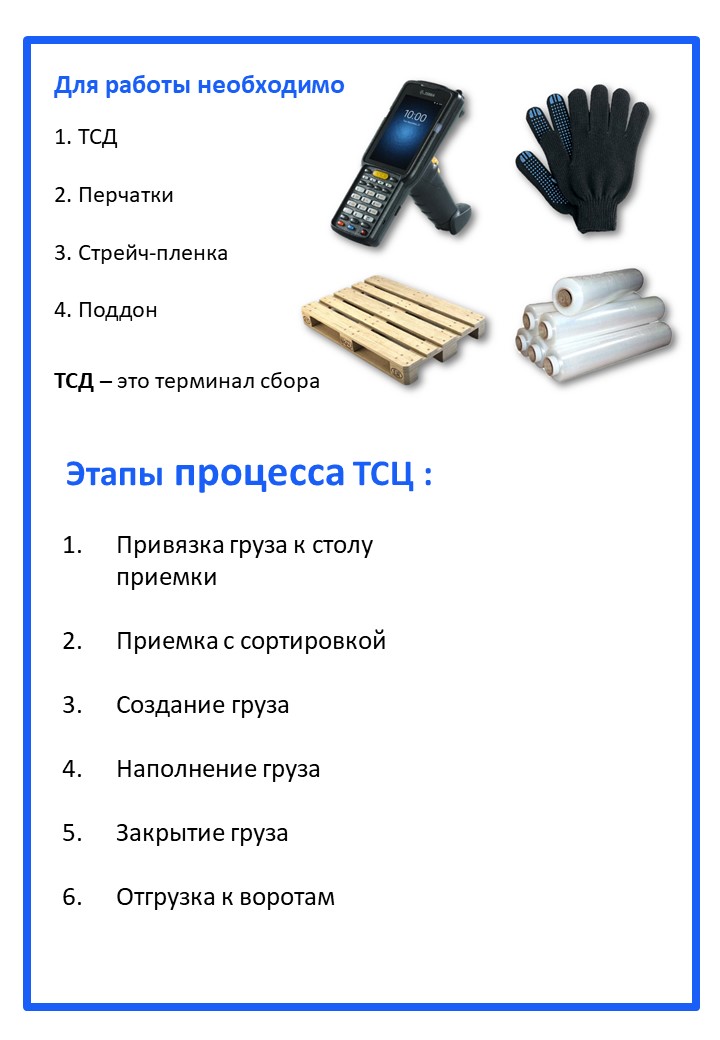 Для работы необходимо
1. ТСД
2. Перчатки
3. Стрейч-пленка
4. Поддон
ТСД – это терминал сбора
10:00
Этапы процесса ТСЦ :
1. Привязка груза к столу
приемки
2. Приемка с сортировкой
3. Создание груза
4. Наполнение груза
5. Закрытие груза
6. Отгрузка к воротам